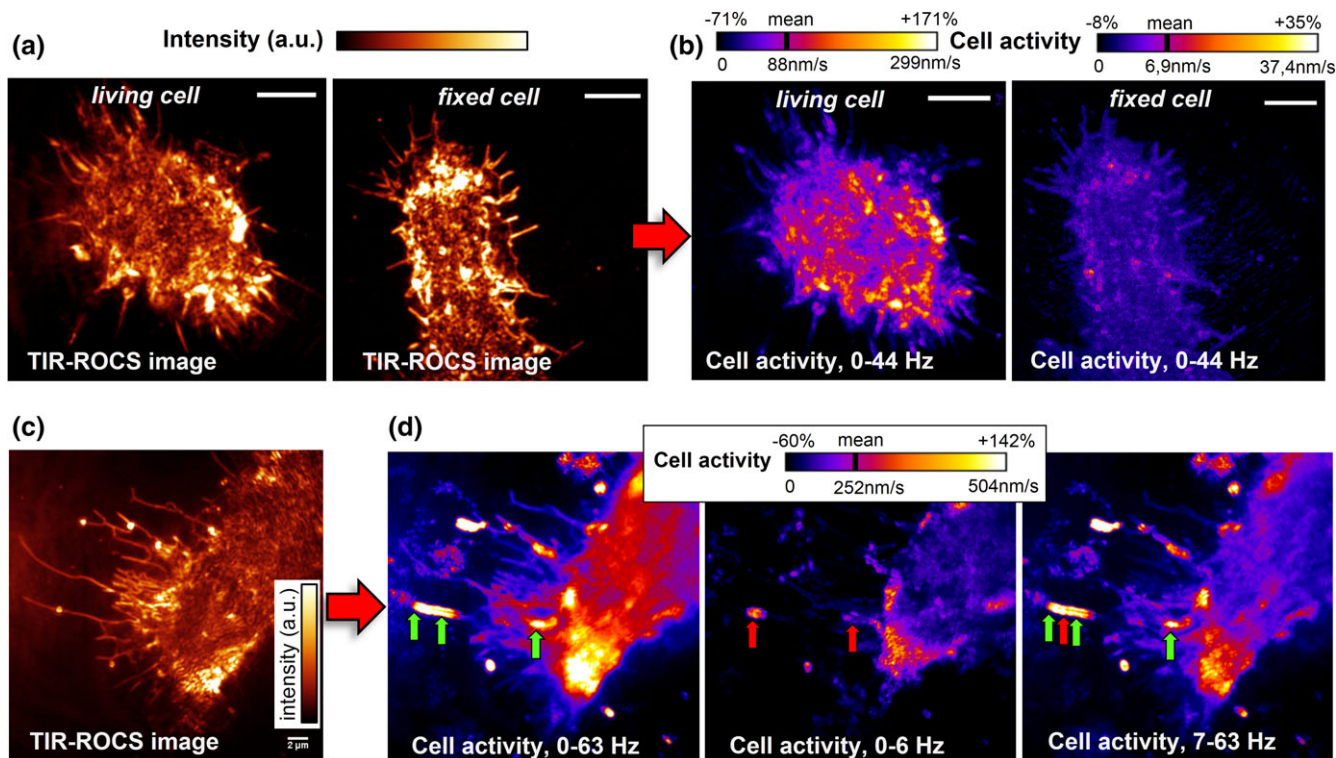 (a)
Intensity (a.u.)
living cell
fixed cell
TIR-ROCS image
TIR-ROCS image
(b)
-71% mean +171%
Cell activity
0 88nm/s 299nm/s
-8% mean +35%
0 6,9nm/s 37,4nm/s
living cell
fixed cell
Cell activity, 0-44 Hz
Cell activity, 0-44 Hz
(c)
intensity (a.u.)
2 µm
TIR-ROCS image
(d)
-60% mean +142%
Cell activity
0 252nm/s 504nm/s
Cell activity, 0-63 Hz
Cell activity, 0-6 Hz
Cell activity, 7-63 Hz